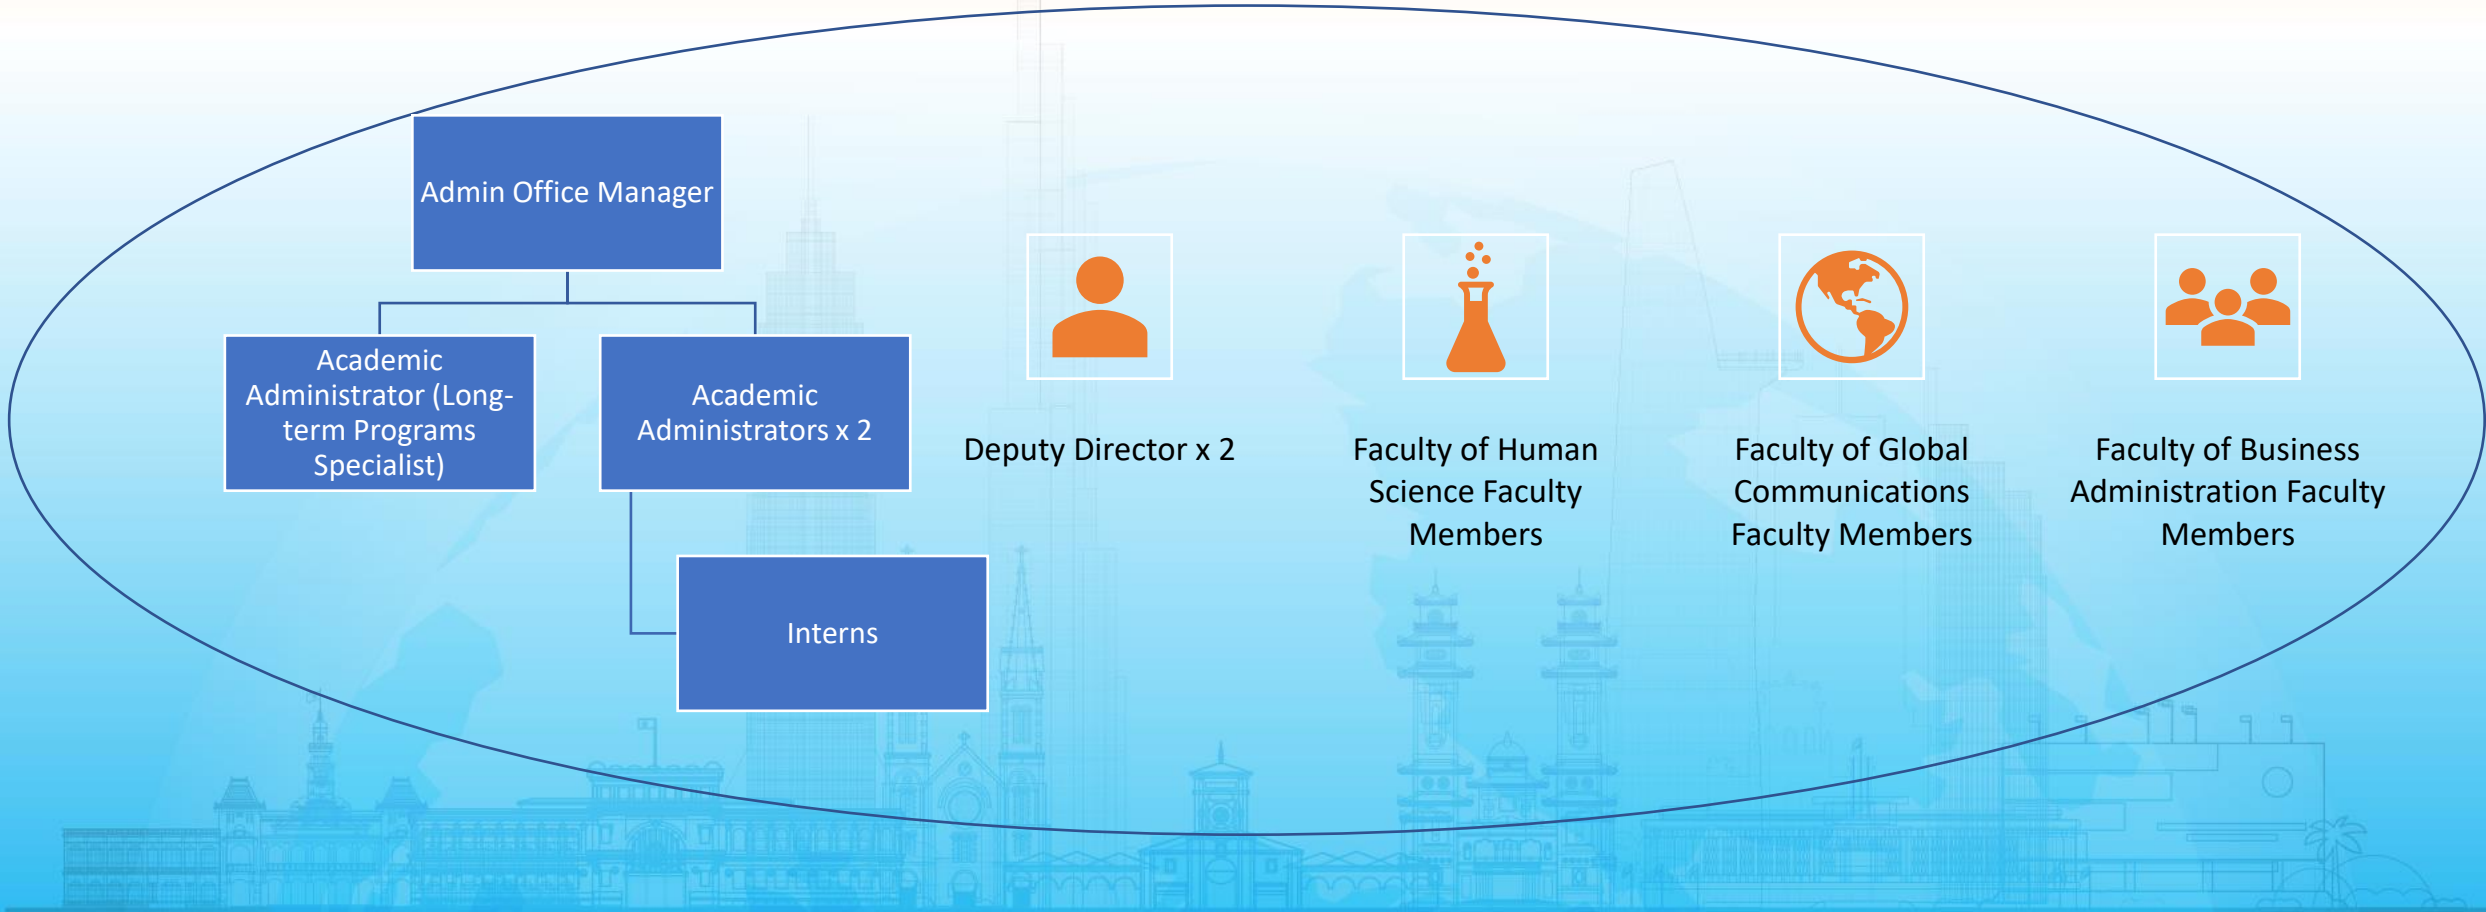 Admin Office Manager
Academic
Administrator (Long-
term Programs
Specialist)
Academic
Administrators x 2
Interns
Deputy Director x 2
Faculty of Human
Science Faculty
Members
Faculty of Global
Communications
Faculty Members
Faculty of Business
Administration Faculty
Members